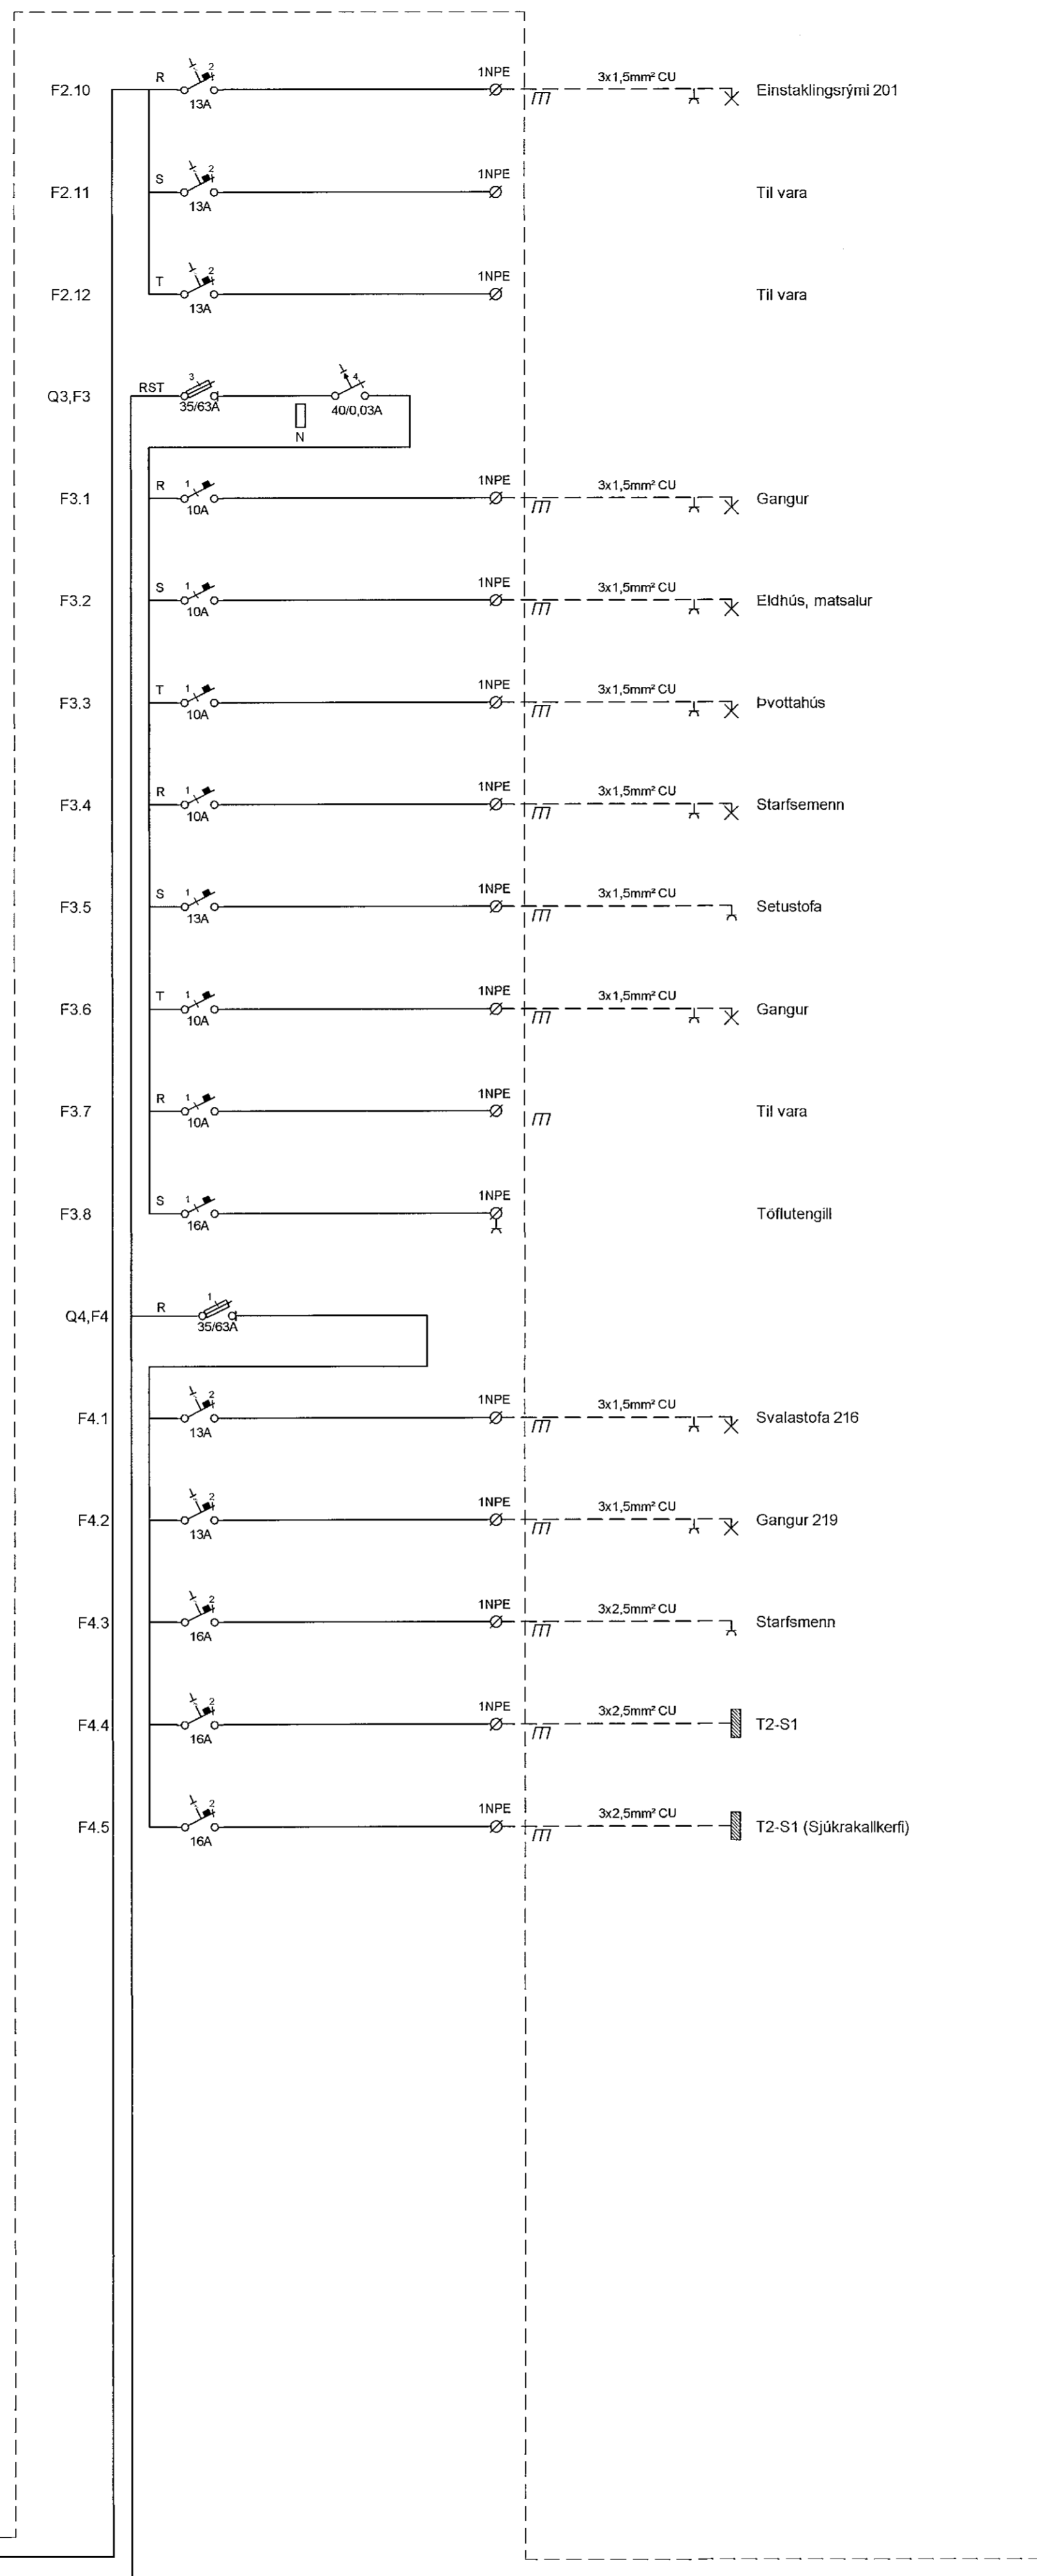 F2.10 R 2 13A 1NPE 3x1,5mm² CU Einstaklingsrými 201
F2.11 S 2 13A 1NPE Til vara
F2.12 T 2 13A 1NPE Til vara
Q3,F3 RST 3 35/63A N 4 40/0,03A
F3.1 R 1 10A 1NPE 3x1,5mm² CU Gangur
F3.2 S 1 10A 1NPE 3x1,5mm² CU Eldhús, matsalur
F3.3 T 1 10A 1NPE 3x1,5mm² CU Þvottahús
F3.4 R 1 10A 1NPE 3x1,5mm² CU Starfsemenn
F3.5 S 1 13A 1NPE 3x1,5mm² CU Setustofa
F3.6 T 1 10A 1NPE 3x1,5mm² CU Gangur
F3.7 R 1 10A 1NPE Til vara
F3.8 S 1 16A 1NPE Töflutengill
Q4,F4 R 1 35/63A
F4.1 2 13A 1NPE 3x1,5mm² CU Svalastofa 216
F4.2 2 13A 1NPE 3x1,5mm² CU Gangur 219
F4.3 2 16A 1NPE 3x2,5mm² CU Starfsmenn
F4.4 2 16A 1NPE 3x2,5mm² CU T2-S1
F4.5 2 16A 1NPE 3x2,5mm² CU T2-S1 (Sjúkrakallkerfi)